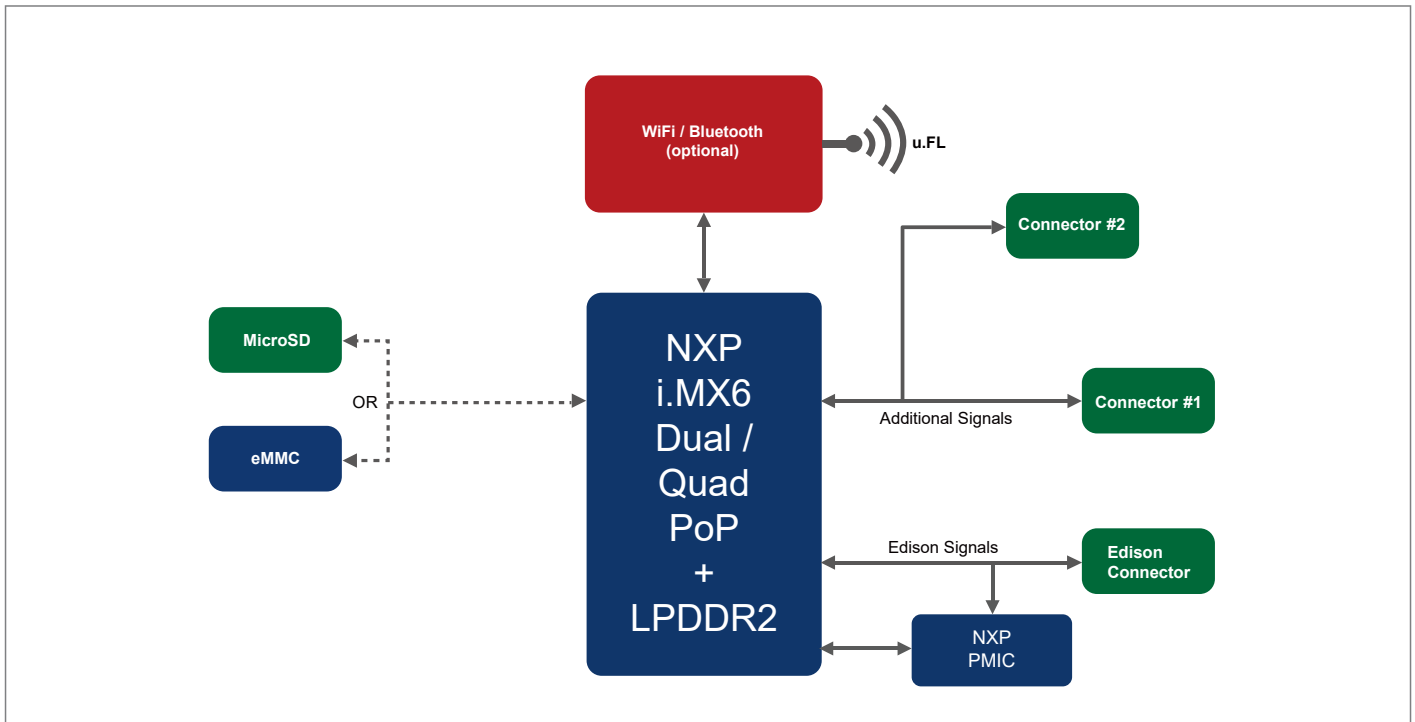 WiFi / Bluetooth
(optional)
u.FL
Connector #2
MicroSD
OR
eMMC
NXP
i.MX6
Dual /
Quad
PoP
+
LPDDR2
Additional Signals
Connector #1
Edison Signals
Edison
Connector
NXP
PMIC